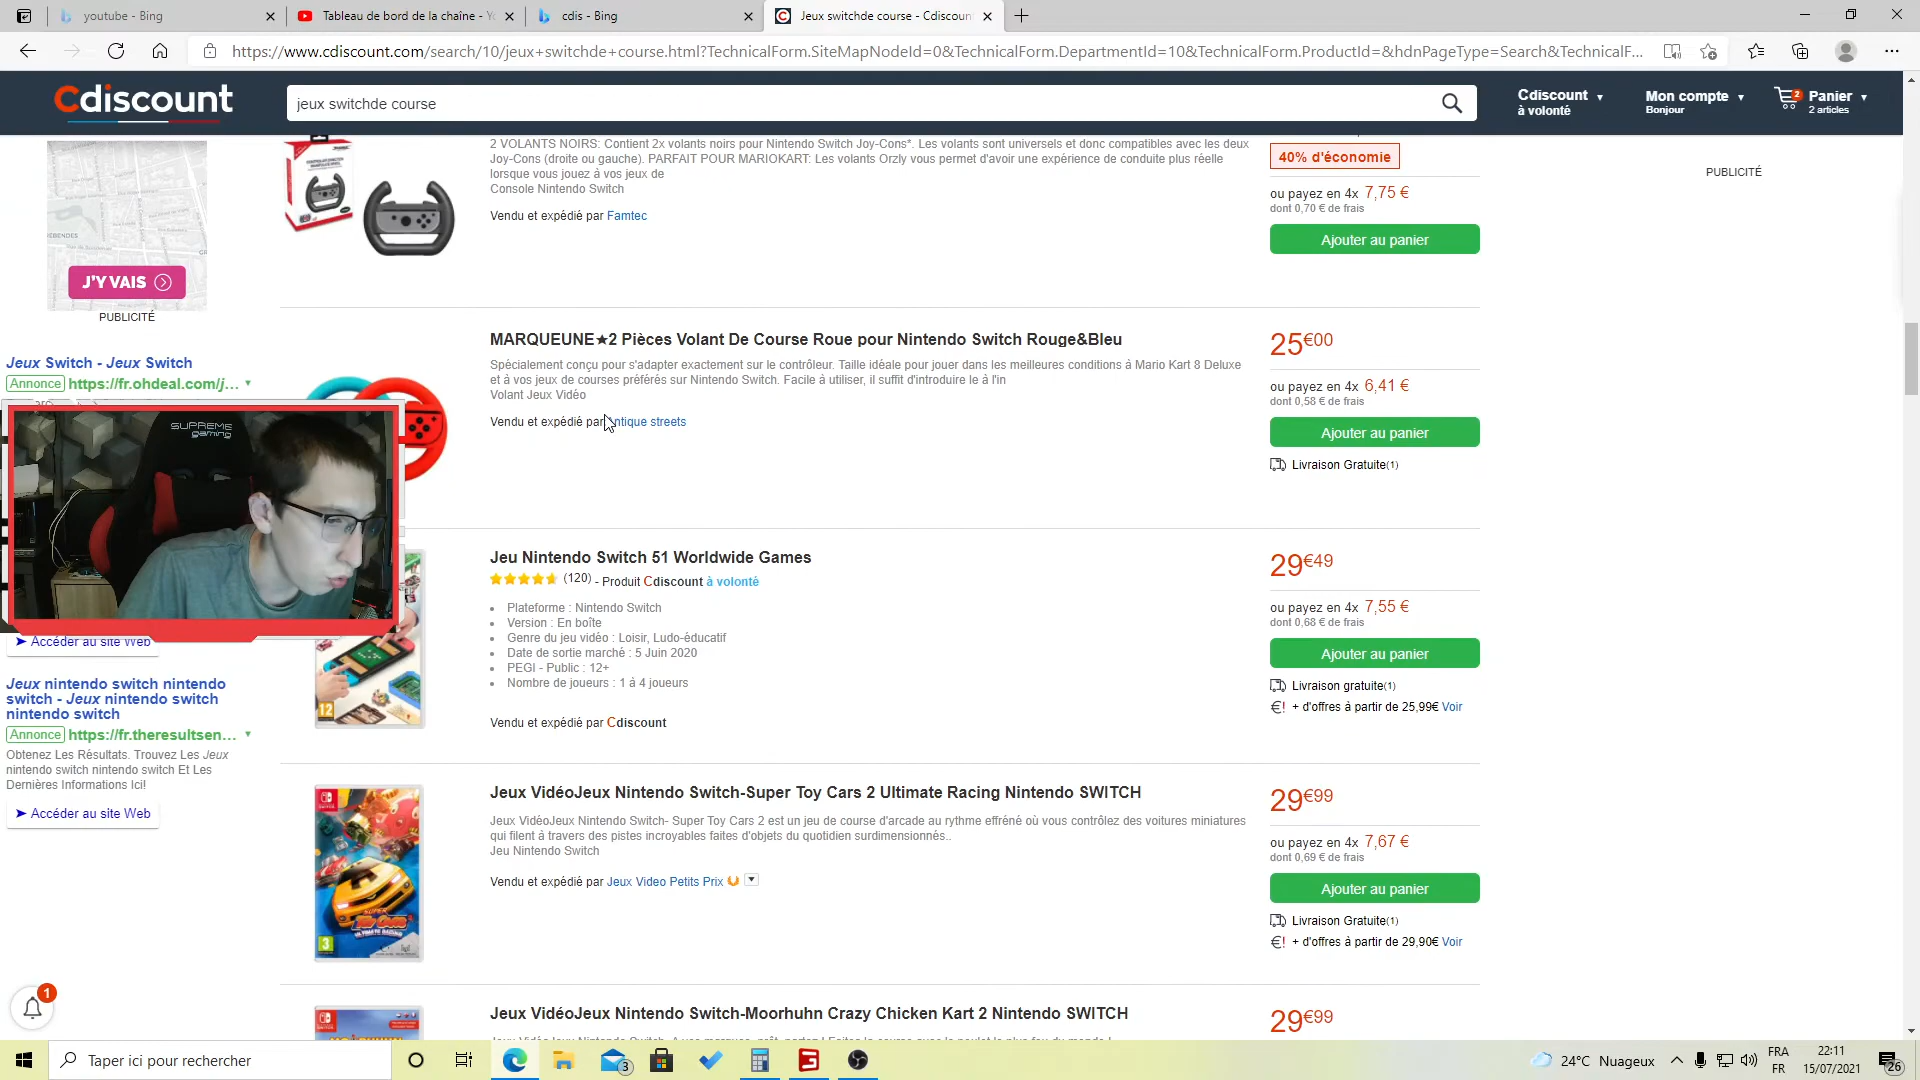 youtube - Bing
Tableau de bord de la chaîne - Yo
cdis - Bing
Jeux switchde course - Cdiscoun
https://www.cdiscount.com/search/10/jeux+switchde+course.html?TechnicalForm.SiteMapNodeId=0&TechnicalForm.DepartmentId=10&TechnicalForm.ProductId=&hdnPageType=Search&TechnicalF...
Cdiscount
jeux switchde course
Cdiscount
à volonté
Mon compte
Bonjour
2
Panier
2 articles
J'Y VAIS
PUBLICITÉ
2 VOLANTS NOIRS: Contient 2x volants noirs pour Nintendo Switch Joy-Cons*. Les volants sont universels et donc compatibles avec les deux
Joy-Cons (droite ou gauche). PARFAIT POUR MARIOKART: Les volants Orzly vous permet d'avoir une expérience de conduite plus réelle
lorsque vous jouez à vos jeux de
Console Nintendo Switch
Vendu et expédié par Famtec
40% d'économie
ou payez en 4x 7,75 €
dont 0,70 € de frais
Ajouter au panier
PUBLICITÉ
Jeux Switch - Jeux Switch
Annonce https://fr.ohdeal.com/j...
MARQUEUNE★2 Pièces Volant De Course Roue pour Nintendo Switch Rouge&Bleu
Spécialement conçu pour s'adapter exactement sur le contrôleur. Taille idéale pour jouer dans les meilleures conditions à Mario Kart 8 Deluxe
et à vos jeux de courses préférés sur Nintendo Switch. Facile à utiliser, il suffit d'introduire le à l'in
Volant Jeux Vidéo
Vendu et expédié par ntique streets
25€00
ou payez en 4x 6,41 €
dont 0,58 € de frais
Ajouter au panier
Livraison Gratuite(1)
SUPREME
gaming
Accéder au site Web
Jeux nintendo switch nintendo
switch - Jeux nintendo switch
nintendo switch
Annonce https://fr.theresultsen...
Obtenez Les Résultats. Trouvez Les Jeux
nintendo switch nintendo switch Et Les
Dernières Informations Ici!
Accéder au site Web
Jeu Nintendo Switch 51 Worldwide Games
(120) - Produit Cdiscount à volonté
• Plateforme : Nintendo Switch
• Version : En boîte
• Genre du jeu vidéo : Loisir, Ludo-éducatif
• Date de sortie marché : 5 Juin 2020
• PEGI - Public : 12+
• Nombre de joueurs : 1 à 4 joueurs
Vendu et expédié par Cdiscount
12
29€49
ou payez en 4x 7,55 €
dont 0,68 € de frais
Ajouter au panier
Livraison gratuite(1)
€! + d'offres à partir de 25,99€ Voir
Jeux VidéoJeux Nintendo Switch-Super Toy Cars 2 Ultimate Racing Nintendo SWITCH
Jeux VidéoJeux Nintendo Switch- Super Toy Cars 2 est un jeu de course d'arcade au rythme effréné où vous contrôlez des voitures miniatures
qui filent à travers des pistes incroyables faites d'objets du quotidien surdimensionnés..
Jeu Nintendo Switch
Vendu et expédié par Jeux Video Petits Prix
SUPER
Toy Cars
ULTIMATE RACING
3
29€99
ou payez en 4x 7,67 €
dont 0,69 € de frais
Ajouter au panier
Livraison Gratuite(1)
€! + d'offres à partir de 29,90€ Voir
1
Jeux VidéoJeux Nintendo Switch-Moorhuhn Crazy Chicken Kart 2 Nintendo SWITCH
29€99
Taper ici pour rechercher
3
24°C Nuageux
FRA
FR
22:11
15/07/2021
26